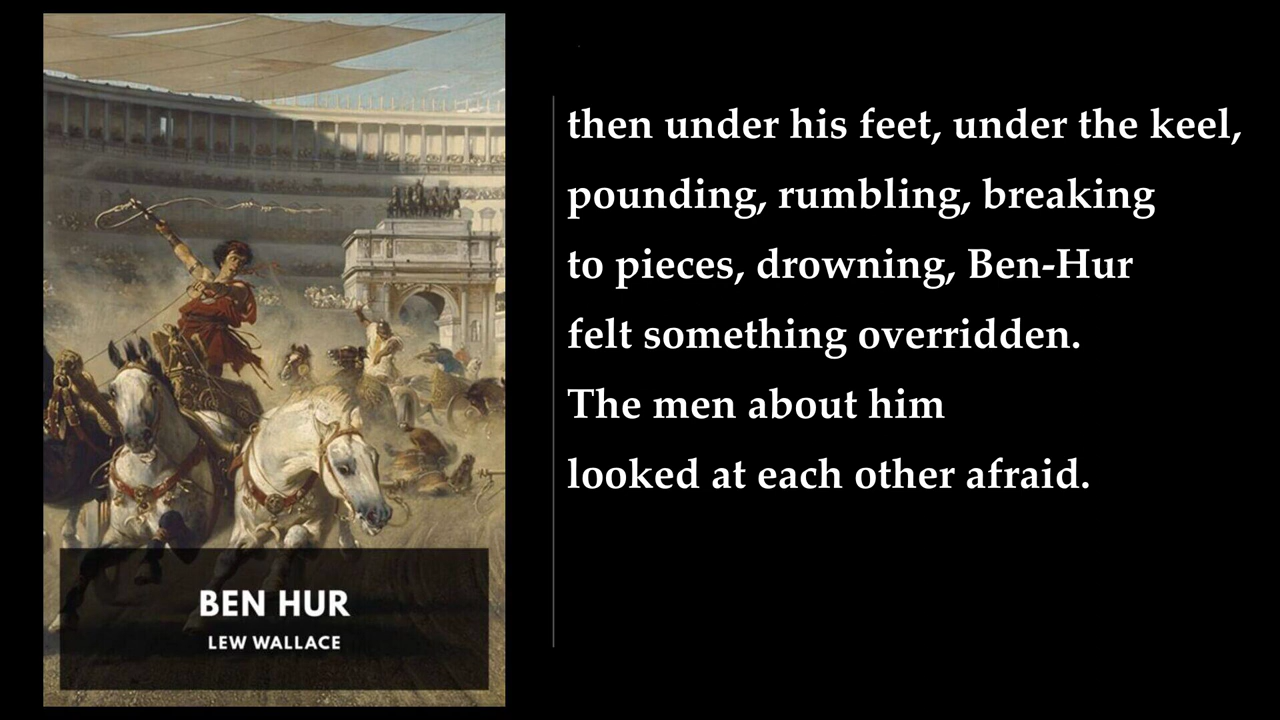 then under his feet, under the keel,
pounding, rumbling, breaking
to pieces, drowning, Ben-Hur
felt something overridden.
The men about him
looked at each other afraid.
BEN HUR
LEW WALLACE